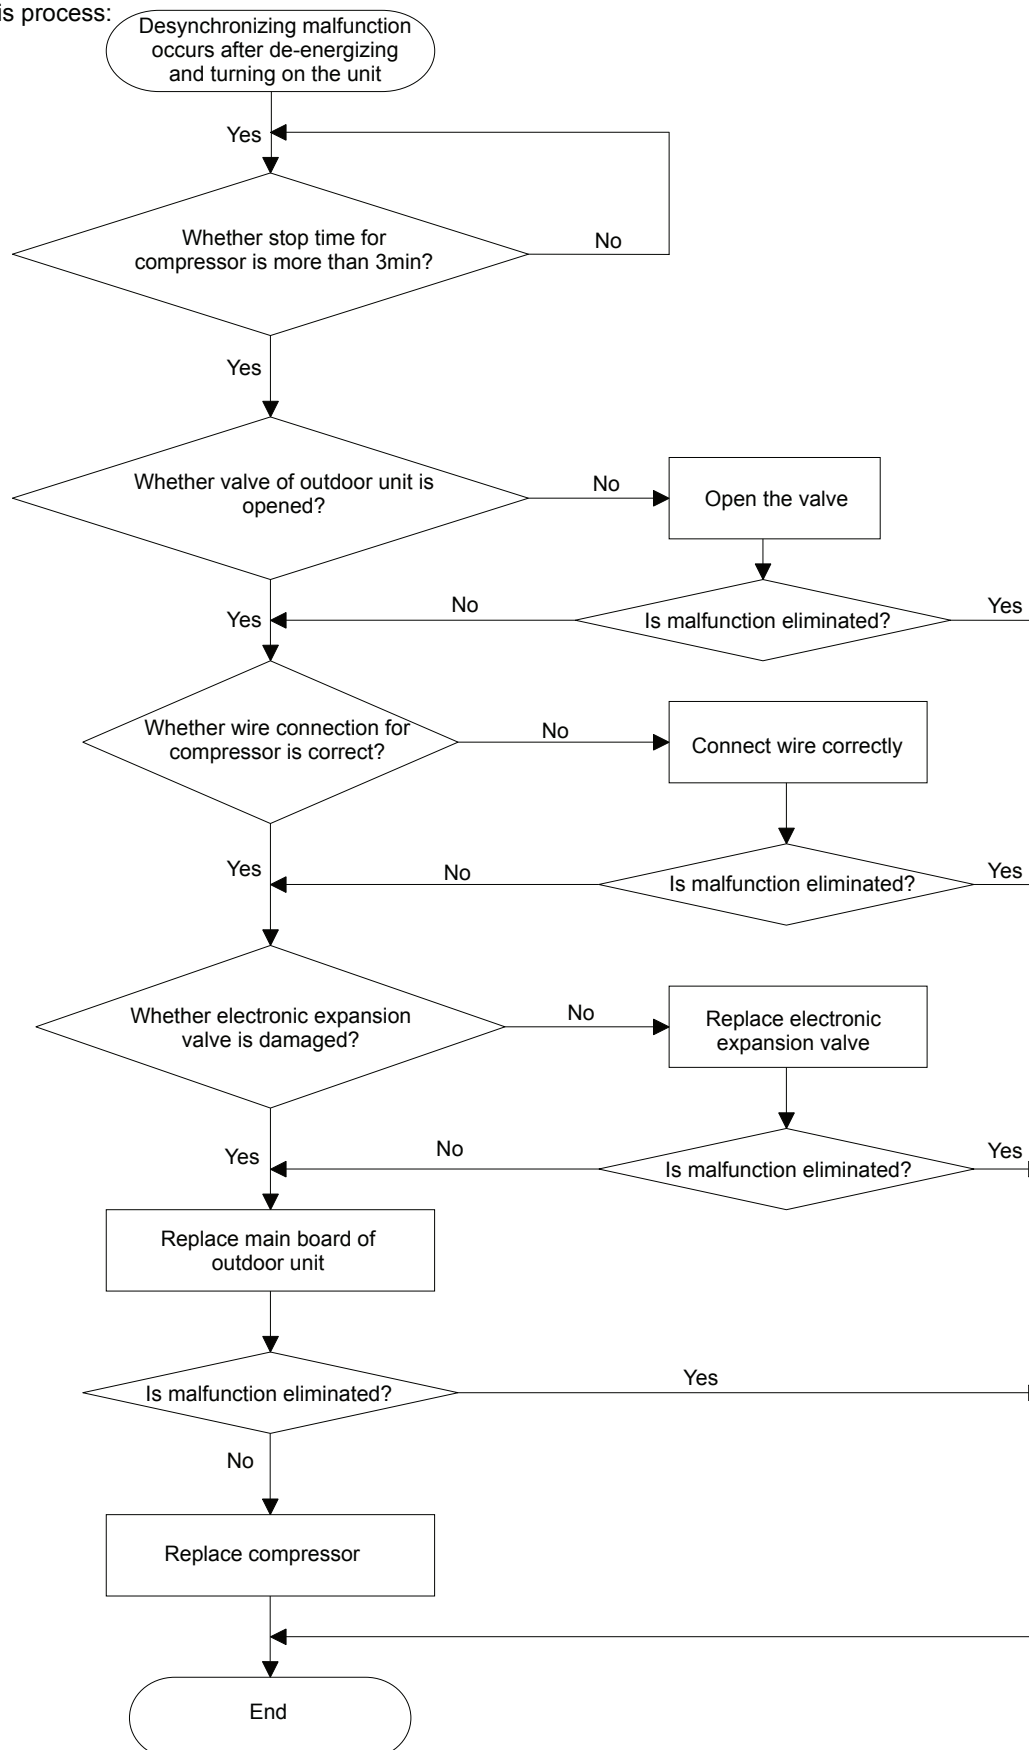 is process:
Desynchronizing malfunction
occurs after de-energizing
and turning on the unit
Yes
Whether stop time for
compressor is more than 3min?
No
Yes
Whether valve of outdoor unit is
opened?
No
Open the valve
Yes
No
Is malfunction eliminated?
Yes
Whether wire connection for
compressor is correct?
No
Connect wire correctly
Yes
No
Is malfunction eliminated?
Yes
Whether electronic expansion
valve is damaged?
No
Replace electronic
expansion valve
Yes
No
Is malfunction eliminated?
Yes
Replace main board of
outdoor unit
Is malfunction eliminated?
Yes
No
Replace compressor
End